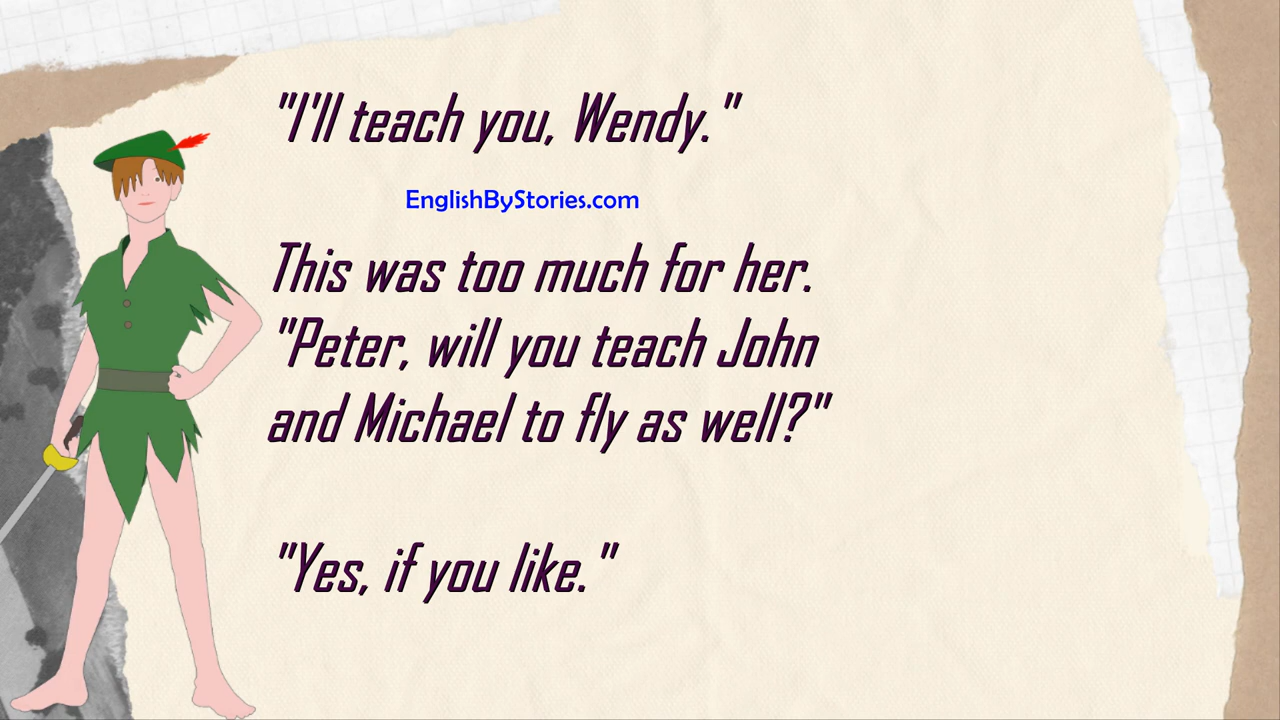 "I'll teach you, Wendy."
EnglishByStories.com
This was too much for her.
"Peter, will you teach John
and Michael to fly as well?"
"Yes, if you like."